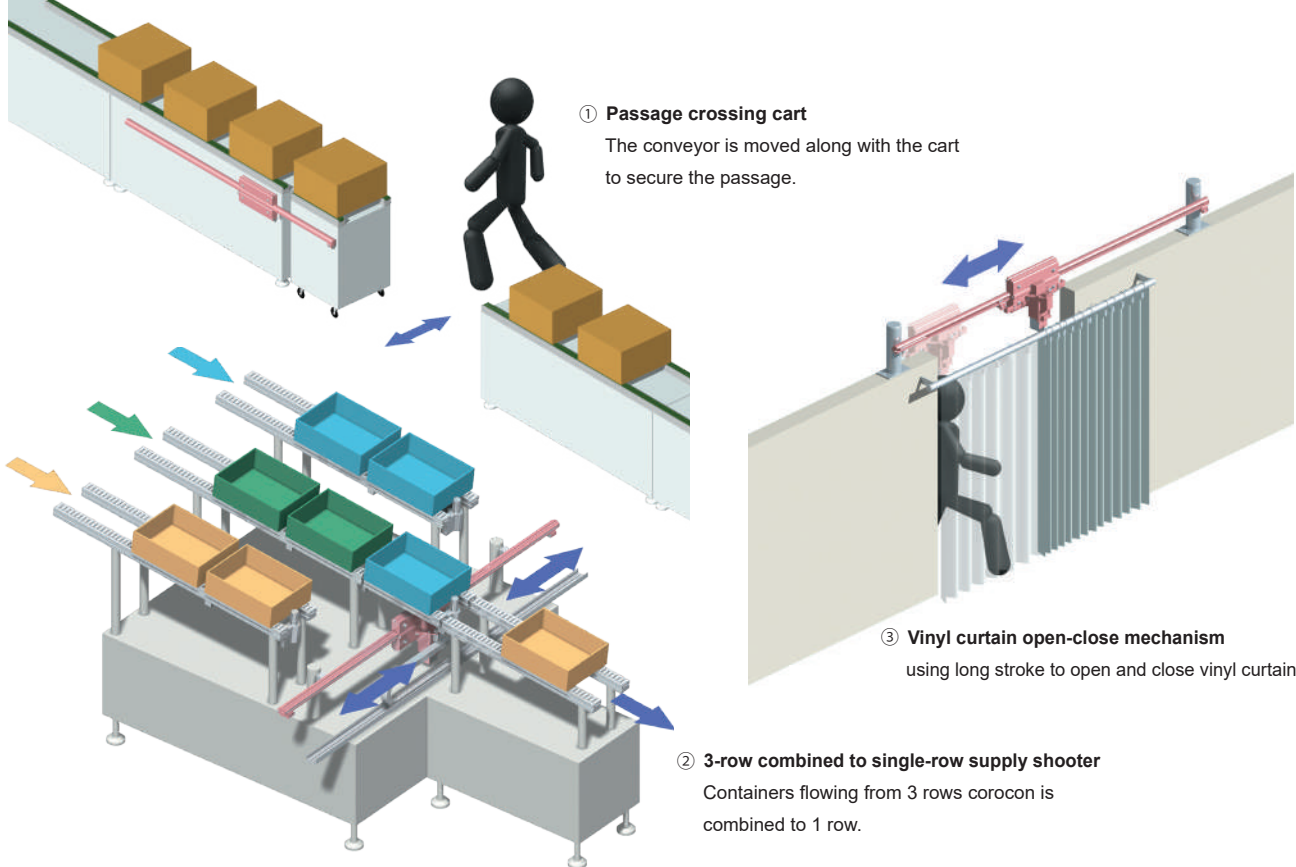 ① Passage crossing cart
The conveyor is moved along with the cart
to secure the passage.
③ Vinyl curtain open-close mechanism
using long stroke to open and close vinyl curtain
② 3-row combined to single-row supply shooter
Containers flowing from 3 rows corocon is
combined to 1 row.